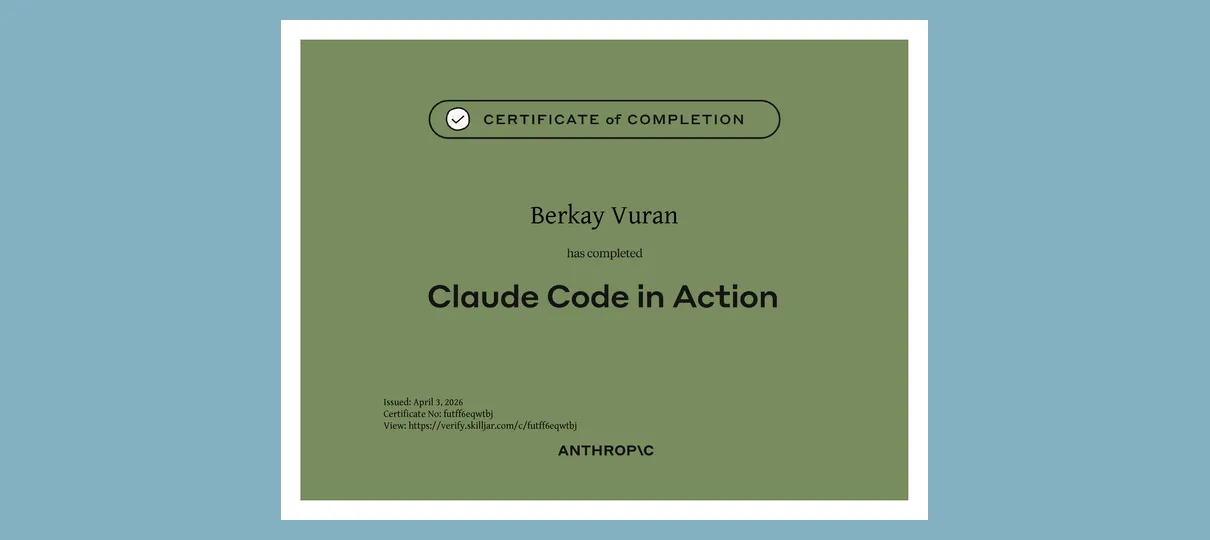 CERTIFICATE of COMPLETION
Berkay Vuran
has completed
Claude Code in Action
Issued: April 3, 2026
Certificate No: futff6eqwtbj
View: https://verify.skilljar.com/c/futff6eqwtbj
ANTHROP\C